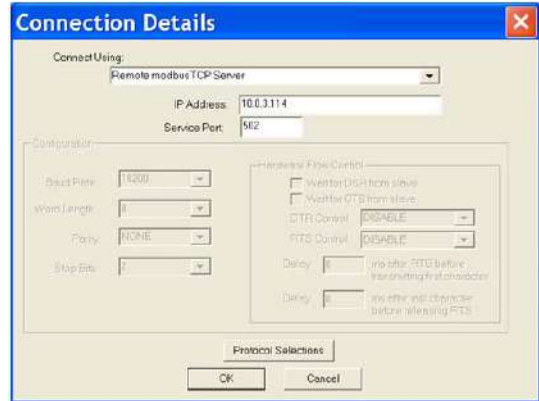 Connection Details
Connect Using:
Remote modbus TCP Server
IP Address: 10.0.3.114
Service Port: 502
Configuration
Baud Rate: 19200
Word Length: 8
Parity: NONE
Stop Bits:
Hardware Flow Control
Wait for DSR from slave
Wait for CTS from slave
DTR Control DISABLE
RTS Control DISABLE
Delay 0 ms after RTS before
transmitting first character
Delay 0 ms after last character
before releasing RTS
Protocol Selections
OK
Cancel